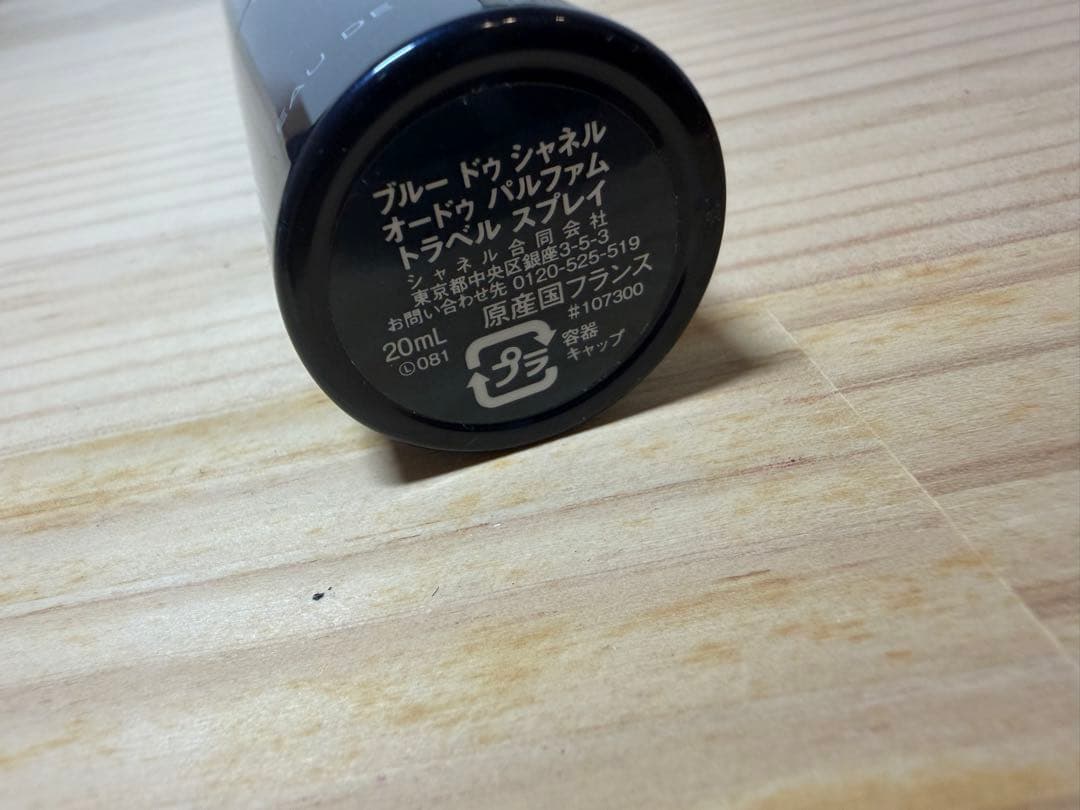 EAU DE
ブルー ドゥ シャネル
オードゥ パルファム
トラベル スプレイ
シャネル合同会社
東京都中央区銀座3-5-3
お問い合わせ先 0120-525-519
原産国フランス
20mL
#107300
Ⓛ081
プラ
容器
キャップ